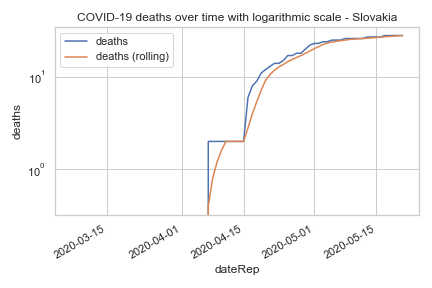 COVID-19 deaths over time with logarithmic scale - Slovakia
deaths
deaths (rolling)
10¹
10⁰
deaths
2020-03-15
2020-04-01
2020-04-15
2020-05-01
2020-05-15
dateRep